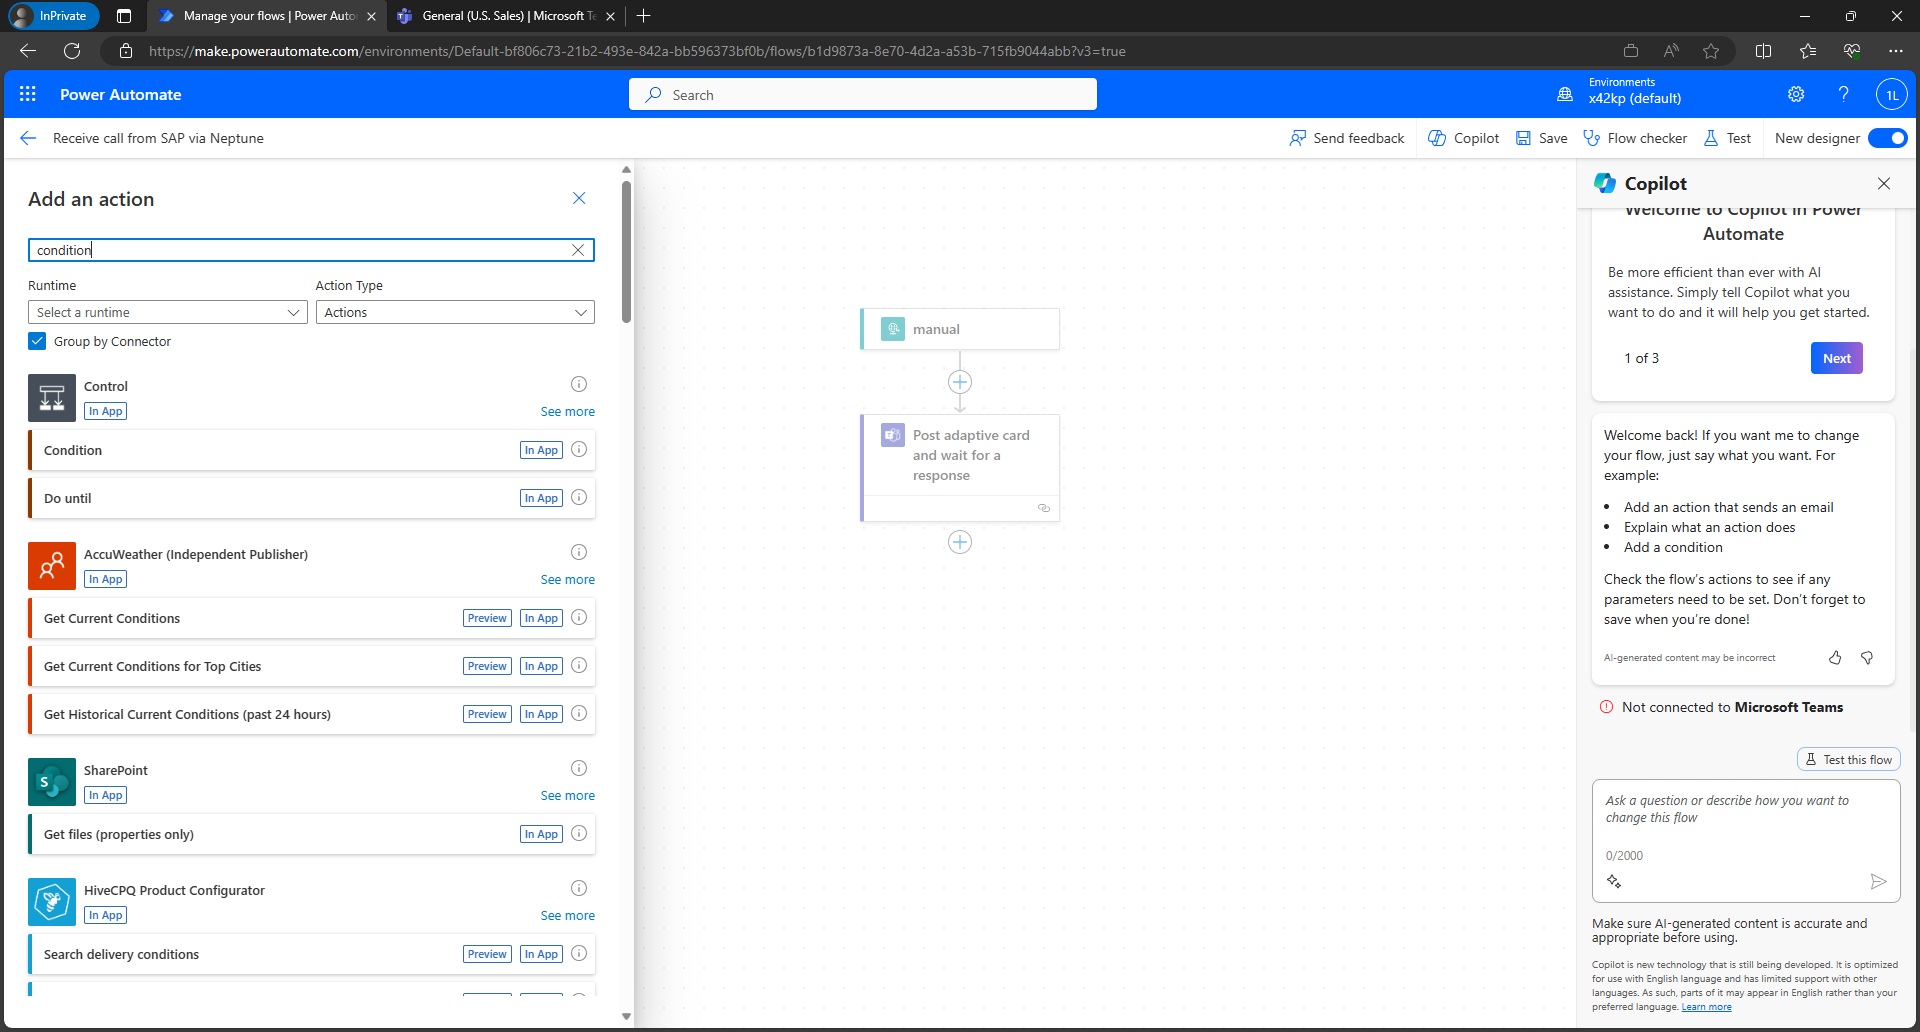 InPrivate
Manage your flows | Power Auto
General (U.S. Sales) | Microsoft Te
https://make.powerautomate.com/environments/Default-bf806c73-21b2-493e-842a-bb596373bf0b/flows/b1d9873a-8e70-4d2a-a53b-715fb9044abb?v3=true
Power Automate
Search
Environments
x42kp (default)
1L
Receive call from SAP via Neptune
Send feedback
Copilot
Save
Flow checker
Test
New designer
Add an action
condition
Runtime
Action Type
Select a runtime
Actions
Group by Connector
Control
In App
See more
Condition
In App
Do until
In App
AccuWeather (Independent Publisher)
In App
See more
Get Current Conditions
Preview
In App
Get Current Conditions for Top Cities
Preview
In App
Get Historical Current Conditions (past 24 hours)
Preview
In App
SharePoint
In App
See more
Get files (properties only)
In App
HiveCPQ Product Configurator
In App
See more
Search delivery conditions
Preview
In App
manual
Post adaptive card
and wait for a
response
Copilot
Welcome to Copilot in Power
Automate
Be more efficient than ever with AI
assistance. Simply tell Copilot what you
want to do and it will help you get started.
1 of 3
Next
Welcome back! If you want me to change
your flow, just say what you want. For
example:
• Add an action that sends an email
• Explain what an action does
• Add a condition
Check the flow's actions to see if any
parameters need to be set. Don't forget to
save when you're done!
AI-generated content may be incorrect
Not connected to Microsoft Teams
Test this flow
Ask a question or describe how you want to
change this flow
0/2000
Make sure AI-generated content is accurate and
appropriate before using.
Copilot is new technology that is still being developed. It is optimized
for use with English language and has limited support with other
languages. As such, parts of it may appear in English rather than your
preferred language. Learn more